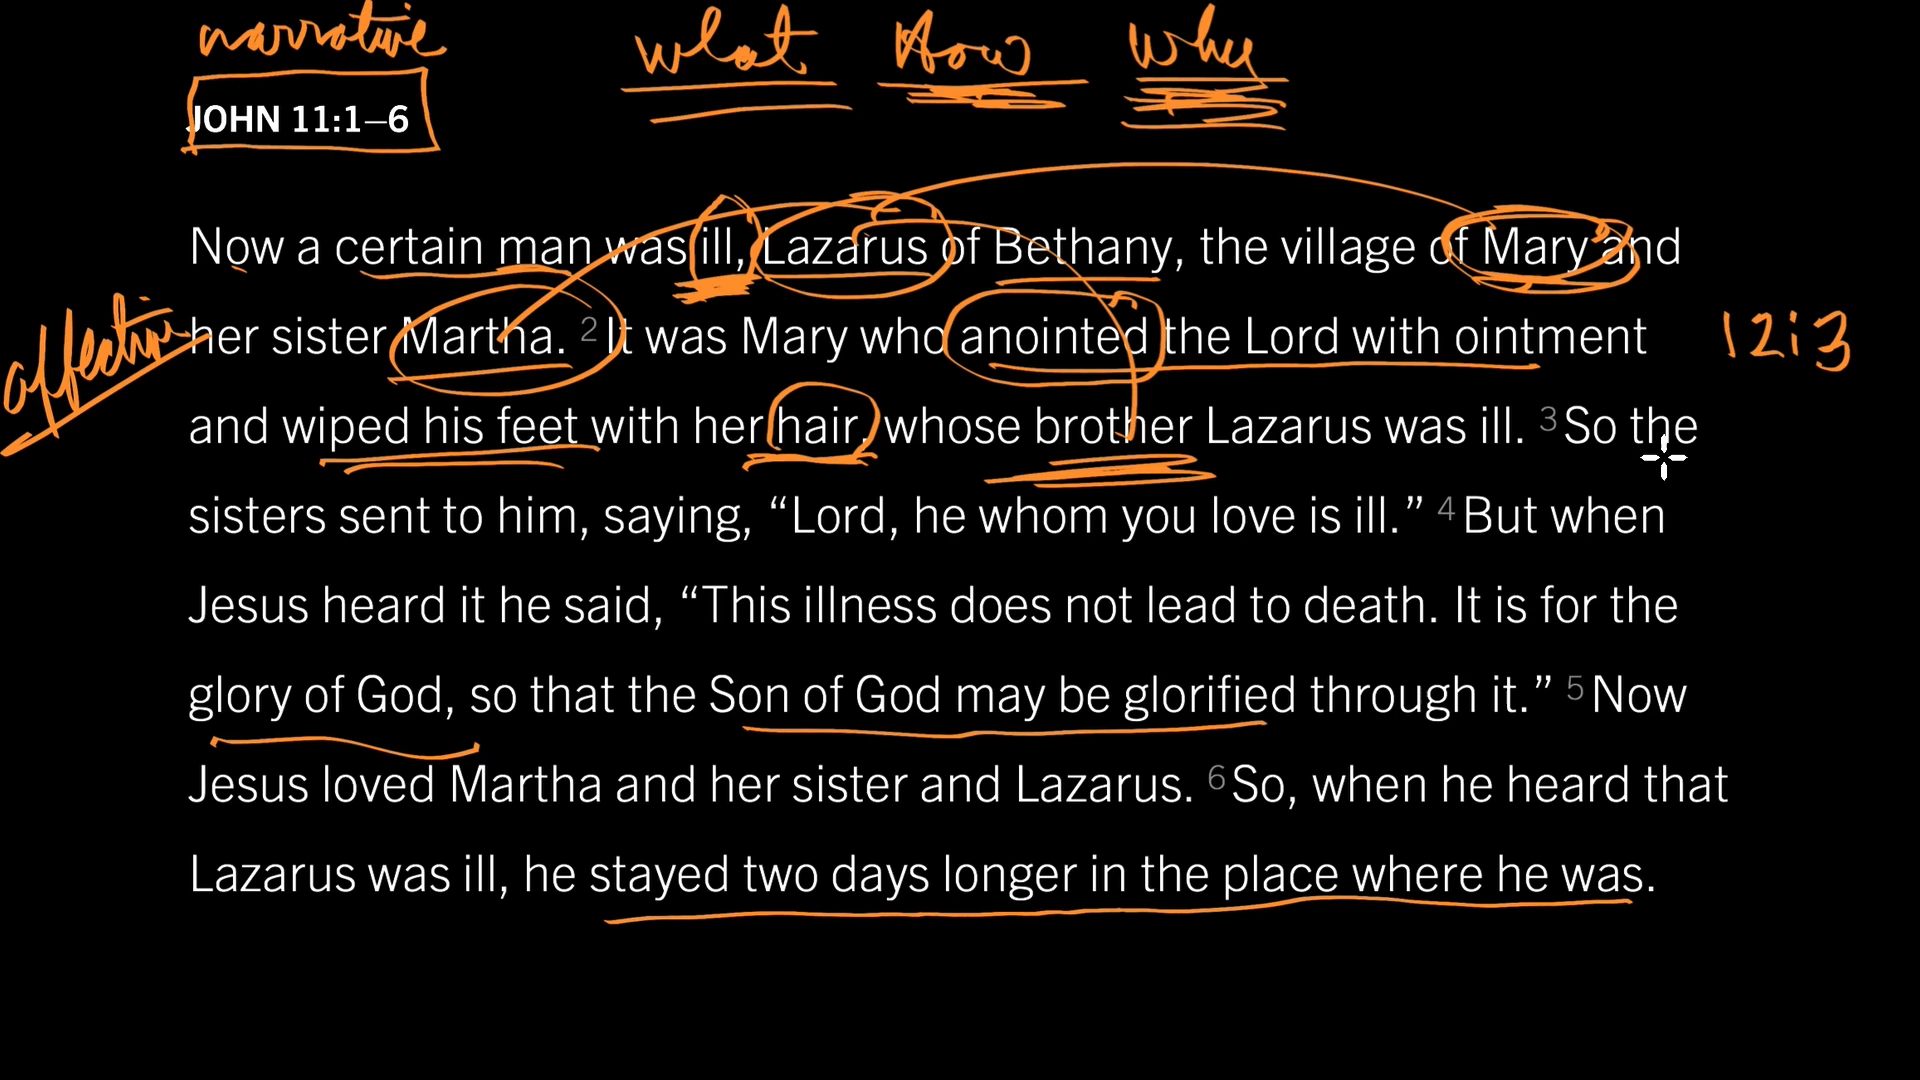 narrative what How why
JOHN 11:1–6
Now a certain man was ill, Lazarus of Bethany, the village of Mary and
her sister Martha. 2 It was Mary who anointed the Lord with ointment
12:3
affection
and wiped his feet with her hair, whose brother Lazarus was ill. 3 So the
sisters sent to him, saying, “Lord, he whom you love is ill.” 4 But when
Jesus heard it he said, “This illness does not lead to death. It is for the
glory of God, so that the Son of God may be glorified through it.” 5 Now
Jesus loved Martha and her sister and Lazarus. 6 So, when he heard that
Lazarus was ill, he stayed two days longer in the place where he was.